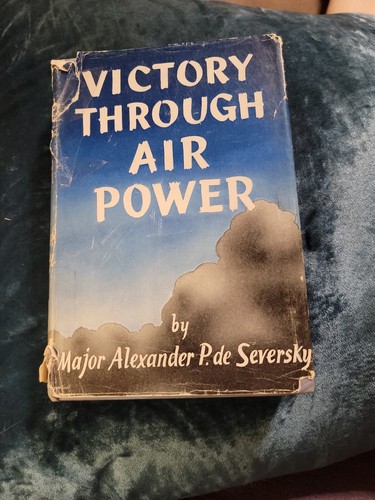 VICTORY
THROUGH
AIR
POWER
by
Major Alexander P. de Seversky